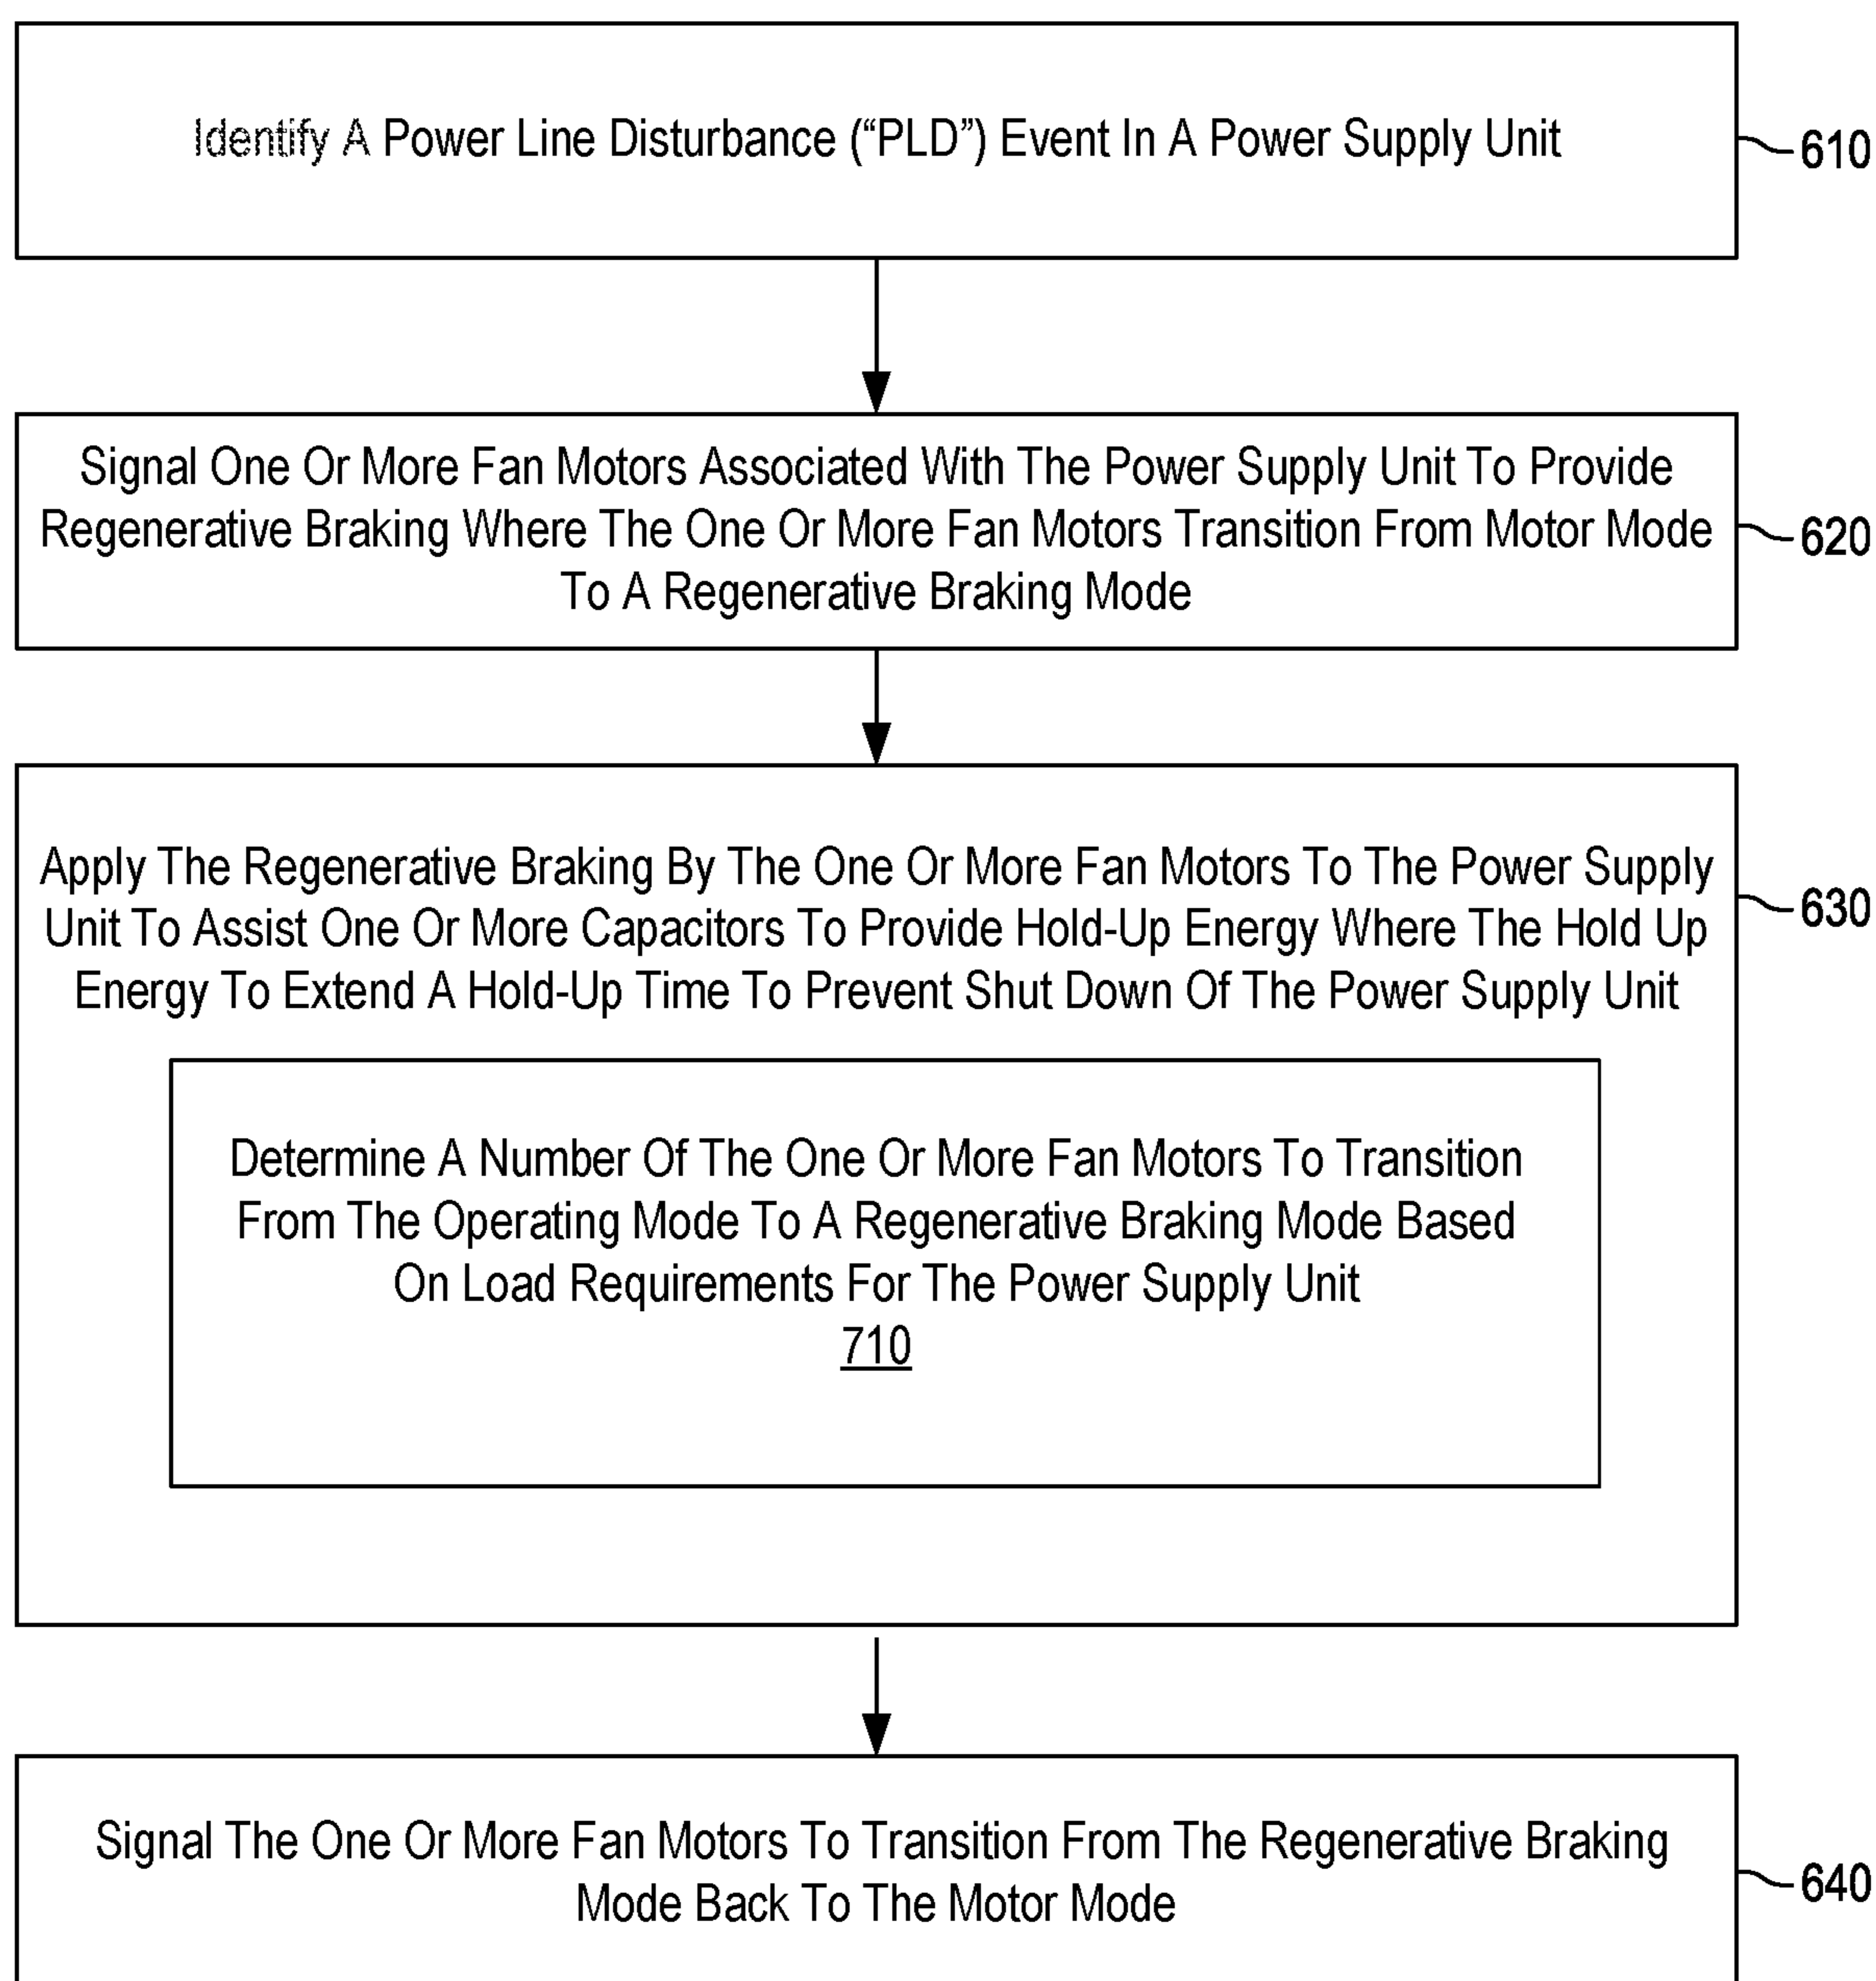 Identify A Power Line Disturbance (“PLD”) Event In A Power Supply Unit
610
Signal One Or More Fan Motors Associated With The Power Supply Unit To Provide
Regenerative Braking Where The One Or More Fan Motors Transition From Motor Mode
To A Regenerative Braking Mode
620
Apply The Regenerative Braking By The One Or More Fan Motors To The Power Supply
Unit To Assist One Or More Capacitors To Provide Hold-Up Energy Where The Hold Up
Energy To Extend A Hold-Up Time To Prevent Shut Down Of The Power Supply Unit
630
Determine A Number Of The One Or More Fan Motors To Transition
From The Operating Mode To A Regenerative Braking Mode Based
On Load Requirements For The Power Supply Unit
710
Signal The One Or More Fan Motors To Transition From The Regenerative Braking
Mode Back To The Motor Mode
640